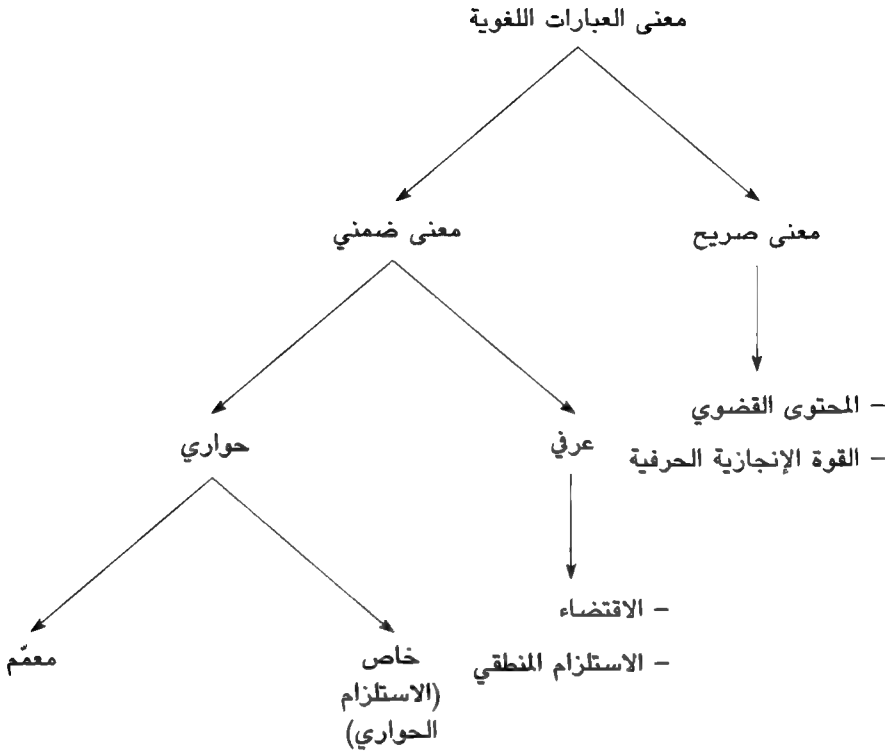 معنى العبارات اللغوية
معنى صريح
معنى ضمني
– المحتوى القضوي
– القوة الإنجازية الحرفية
عرفي
حواري
– الاقتضاء
– الاستلزام المنطقي
خاص
(الاستلزام
الحواري)
معمّم